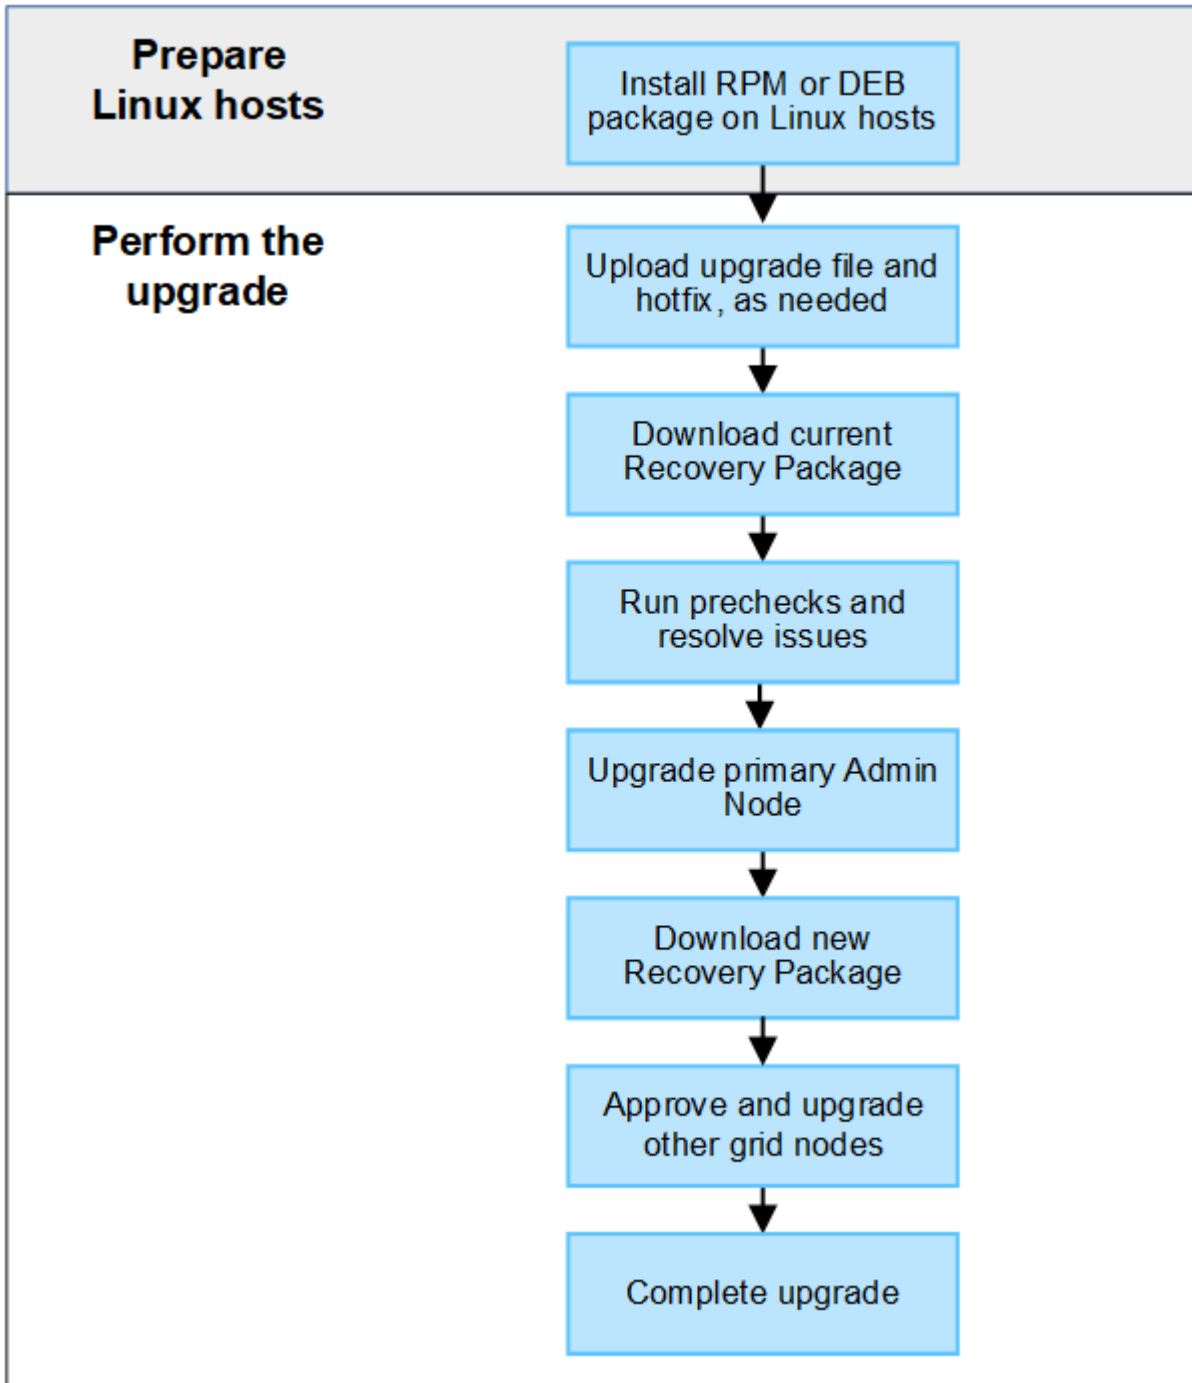 Prepare
Linux hosts
Install RPM or DEB
package on Linux hosts
Perform the
upgrade
Upload upgrade file and
hotfix, as needed
Download current
Recovery Package
Run prechecks and
resolve issues
Upgrade primary Admin
Node
Download new
Recovery Package
Approve and upgrade
other grid nodes
Complete upgrade